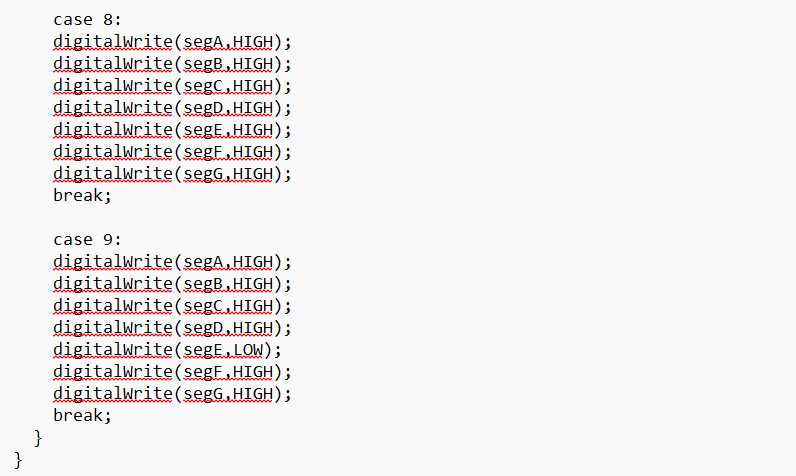 case 8:
digitalWrite(segA,HIGH);
digitalWrite(segB,HIGH);
digitalWrite(segC,HIGH);
digitalWrite(segD,HIGH);
digitalWrite(segE,HIGH);
digitalWrite(segF,HIGH);
digitalWrite(segG,HIGH);
break;

case 9:
digitalWrite(segA,HIGH);
digitalWrite(segB,HIGH);
digitalWrite(segC,HIGH);
digitalWrite(segD,HIGH);
digitalWrite(segE,LOW);
digitalWrite(segF,HIGH);
digitalWrite(segG,HIGH);
break;
}
}